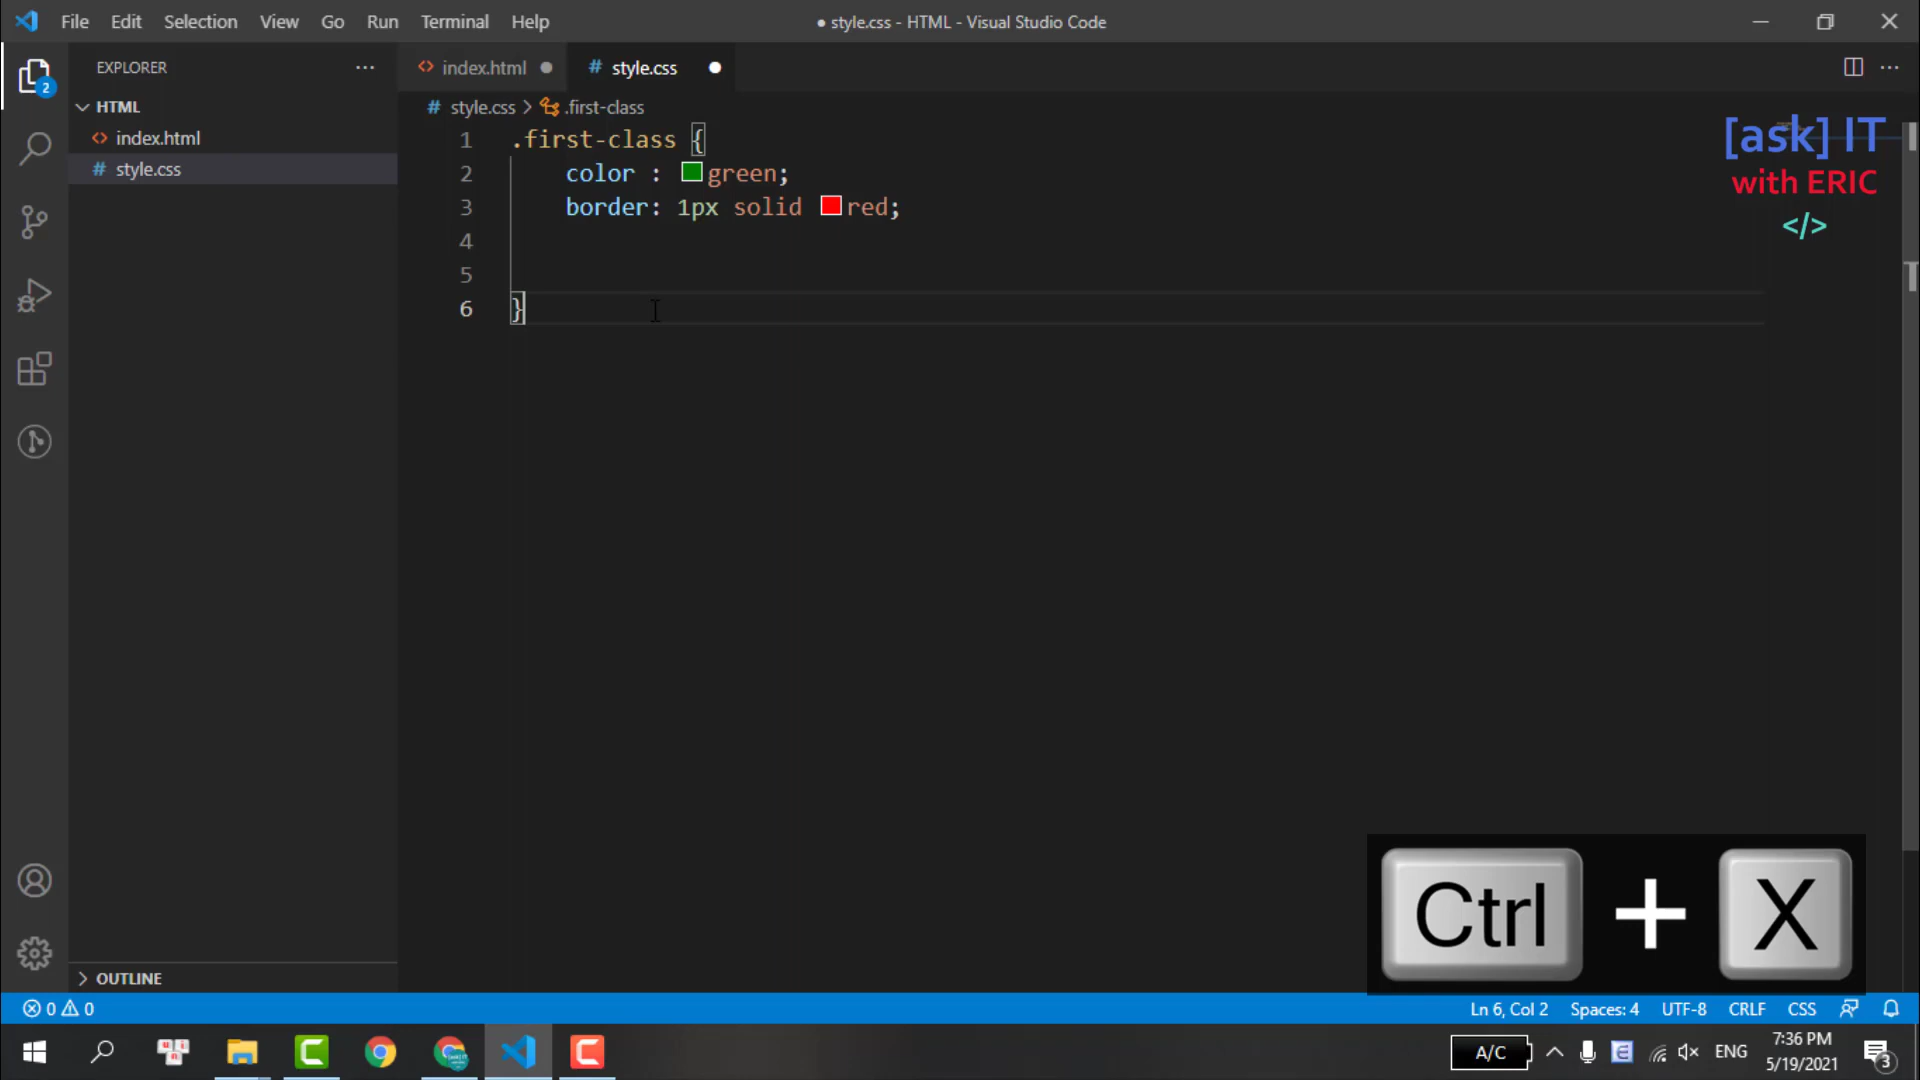 File Edit Selection View Go Run Terminal Help
● style.css - HTML - Visual Studio Code
EXPLORER
2
HTML
index.html
style.css
index.html
style.css
style.css > .first-class
1 .first-class {
2 color : green;
3 border: 1px solid red;
4
5
6 }
[ask] IT
with ERIC
</>
Ctrl + X
OUTLINE
0 0
Ln 6, Col 2 Spaces: 4 UTF-8 CRLF CSS
A/C
ENG
7:36 PM
5/19/2021
3